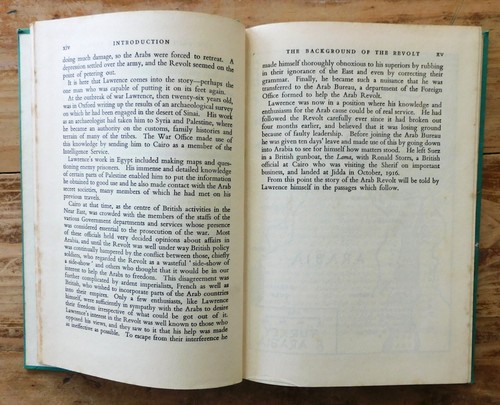 xiv INTRODUCTION
doing much damage, so the Arabs were forced to retreat. A
depression settled over the army, and the Revolt seemed on the
point of petering out.
It is here that Lawrence comes into the story—perhaps the
one man who was capable of putting it on its feet again.
At the outbreak of war Lawrence, then twenty-six years old,
was in Oxford writing up the results of an archaeological survey
on which he had been engaged in the desert of Sinai. His work
as an archaeologist had taken him to Syria and Palestine, where
he became an authority on the customs, family histories and
terrain of many of the tribes. The War Office made use of
this knowledge by sending him to Cairo as a member of the
Intelligence Service.
Lawrence's work in Egypt included making maps and ques-
tioning enemy prisoners. His immense and detailed knowledge
of certain parts of Palestine enabled him to put the information
he obtained to good use and he also made contact with the Arab
secret societies, many members of which he had met on his
previous travels.
Cairo at that time, as the centre of British activities in the
Near East, was crowded with the members of the staffs of the
various Government departments and services whose presence
was considered essential to the prosecution of the war. Most
of these officials held very decided opinions about affairs in
Arabia, and until the Revolt was well under way British policy
was continually hampered by the conflict between those, chiefly
soldiers, who regarded the Revolt as a wasteful 'side-show of
a side-show' and others who thought that it would be in our
interest to help the Arabs to freedom. This disagreement was
further complicated by ardent imperialists, French as well as
British, who wished to incorporate parts of the Arab countries
into their empires. Only a few enthusiasts, like Lawrence
himself, were sufficiently in sympathy with the Arabs to desire
their freedom irrespective of what could be got out of it.
Lawrence's interest in the Revolt was well known to those who
opposed his views, and they saw to it that his help was made
as ineffective as possible. To escape from their interference he
THE BACKGROUND OF THE REVOLT xv
made himself thoroughly obnoxious to his superiors by rubbing
in their ignorance of the East and even by correcting their
grammar. Finally, he became such a nuisance that he was
transferred to the Arab Bureau, a department of the Foreign
Office formed to help the Arab Revolt.
Lawrence was now in a position where his knowledge and
enthusiasm for the Arab cause could be of real service. He had
followed the Revolt carefully ever since it had broken out
four months earlier, and believed that it was losing ground
because of faulty leadership. Before joining the Arab Bureau
he was given ten days' leave and made use of this by going down
into Arabia to see for himself how matters stood. He left Suez
in a British gunboat, the Lama, with Ronald Storrs, a British
official at Cairo who was visiting the Sherif on important
business, and landed at Jidda in October, 1916.
From this point the story of the Arab Revolt will be told by
Lawrence himself in the passages which follow.